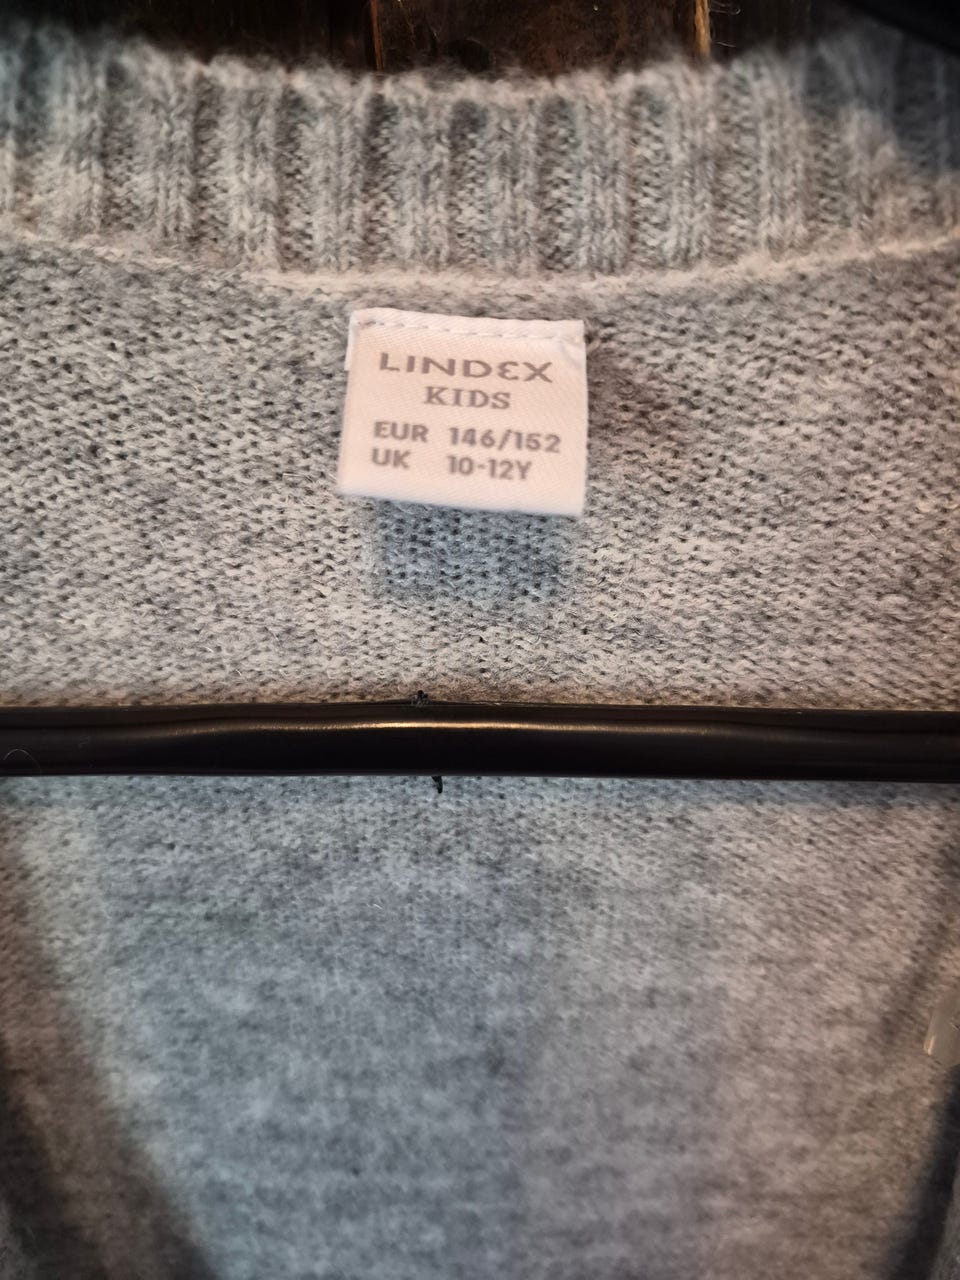 LINDEX
KIDS
EUR 146/152
UK 10-12Y